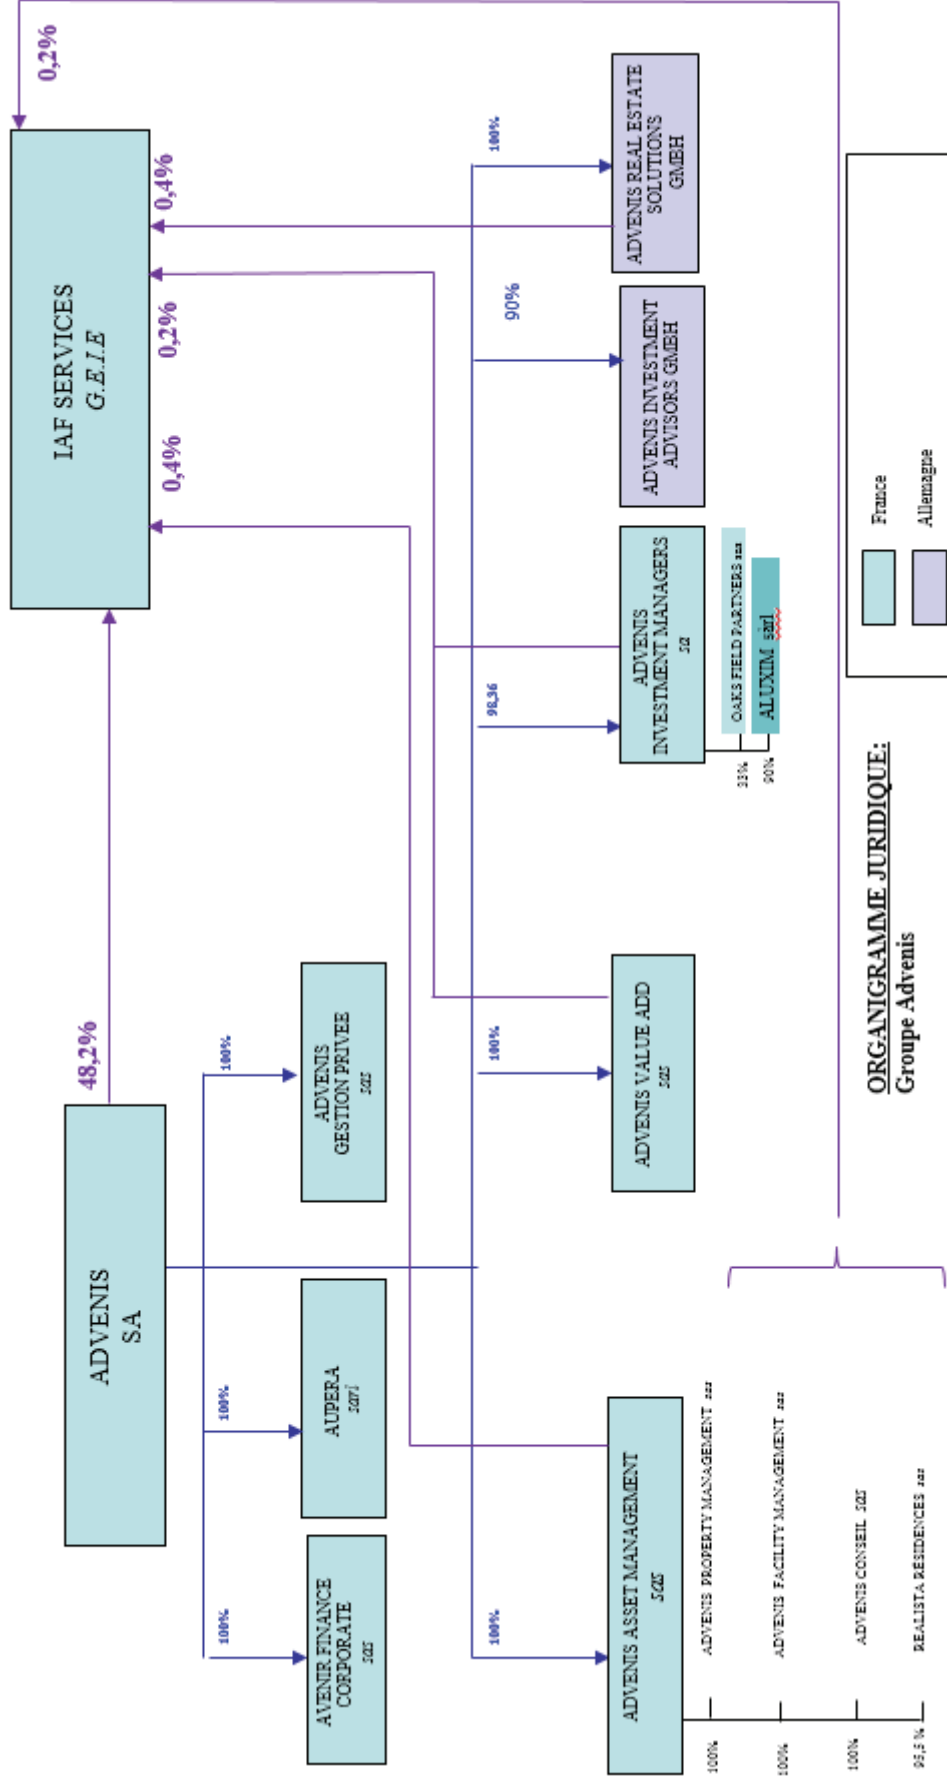 ADVENIS
SA
48,2%
IAF SERVICES
G.E.I.E
0,4%
0,2%
0,4%
0,2%
100%
100%
100%
AVENIR FINANCE
CORPORATE
sas
AUPERA
sarl
ADVENIS
GESTION PRIVEE
sas
100%
100%
98,36
90%
100%
ADVENIS ASSET MANAGEMENT
sas
ADVENIS VALUE ADD
sas
ADVENIS
INVESTMENT MANAGERS
sa
ADVENIS INVESTMENT
ADVISORS GMBH
ADVENIS REAL ESTATE
SOLUTIONS
GMBH
100% ADVENIS PROPERTY MANAGEMENT sas
100% ADVENIS FACILITY MANAGEMENT sas
100% ADVENIS CONSEIL sas
95,5 % REALISTA RESIDENCES sas
33% OAKS FIELD PARTNERS sas
90% ALUXIM sarl
ORGANIGRAMME JURIDIQUE:
Groupe Advenis
France
Allemagne